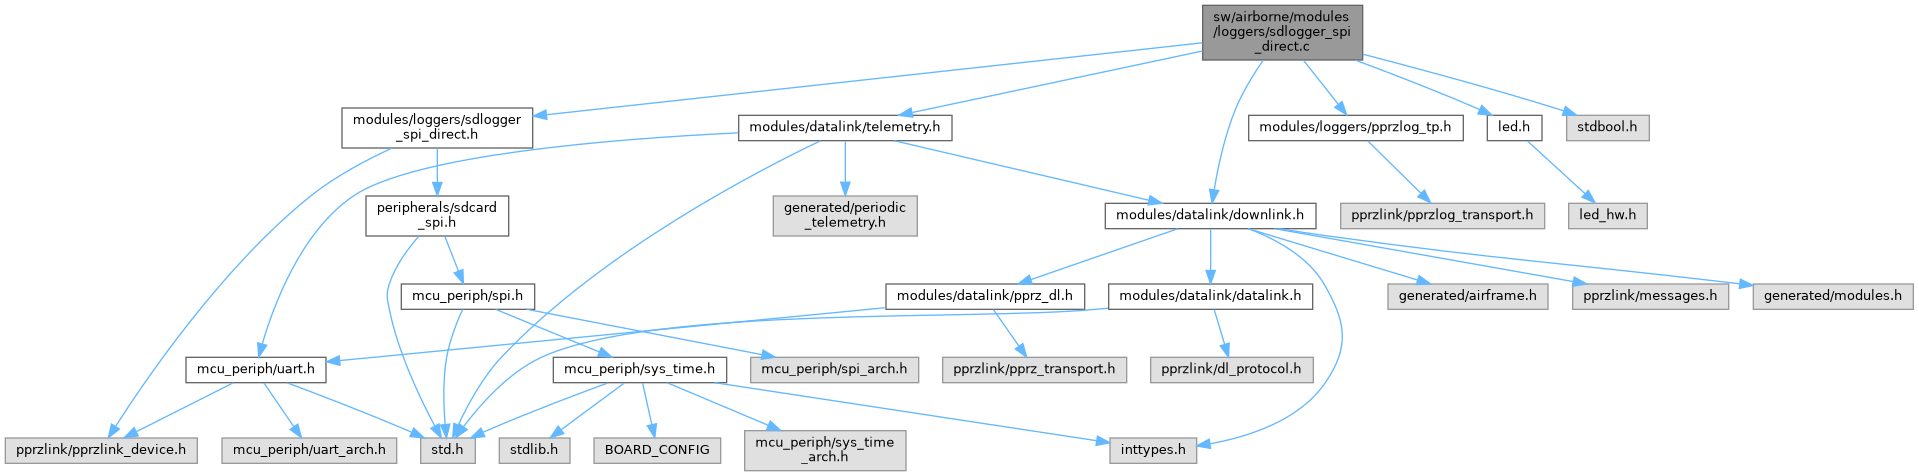 sw/airborne/modules
/loggers/sdlogger_spi
_direct.c
modules/loggers/sdlogger
_spi_direct.h
modules/datalink/telemetry.h
modules/loggers/pprzlog_tp.h
led.h
stdbool.h
peripherals/sdcard
_spi.h
generated/periodic
_telemetry.h
modules/datalink/downlink.h
pprzlink/pprzlog_transport.h
led_hw.h
mcu_periph/spi.h
modules/datalink/pprz_dl.h
modules/datalink/datalink.h
generated/airframe.h
pprzlink/messages.h
generated/modules.h
mcu_periph/uart.h
mcu_periph/sys_time.h
mcu_periph/spi_arch.h
pprzlink/pprz_transport.h
pprzlink/dl_protocol.h
pprzlink/pprzlink_device.h
mcu_periph/uart_arch.h
std.h
stdlib.h
BOARD_CONFIG
mcu_periph/sys_time
_arch.h
inttypes.h